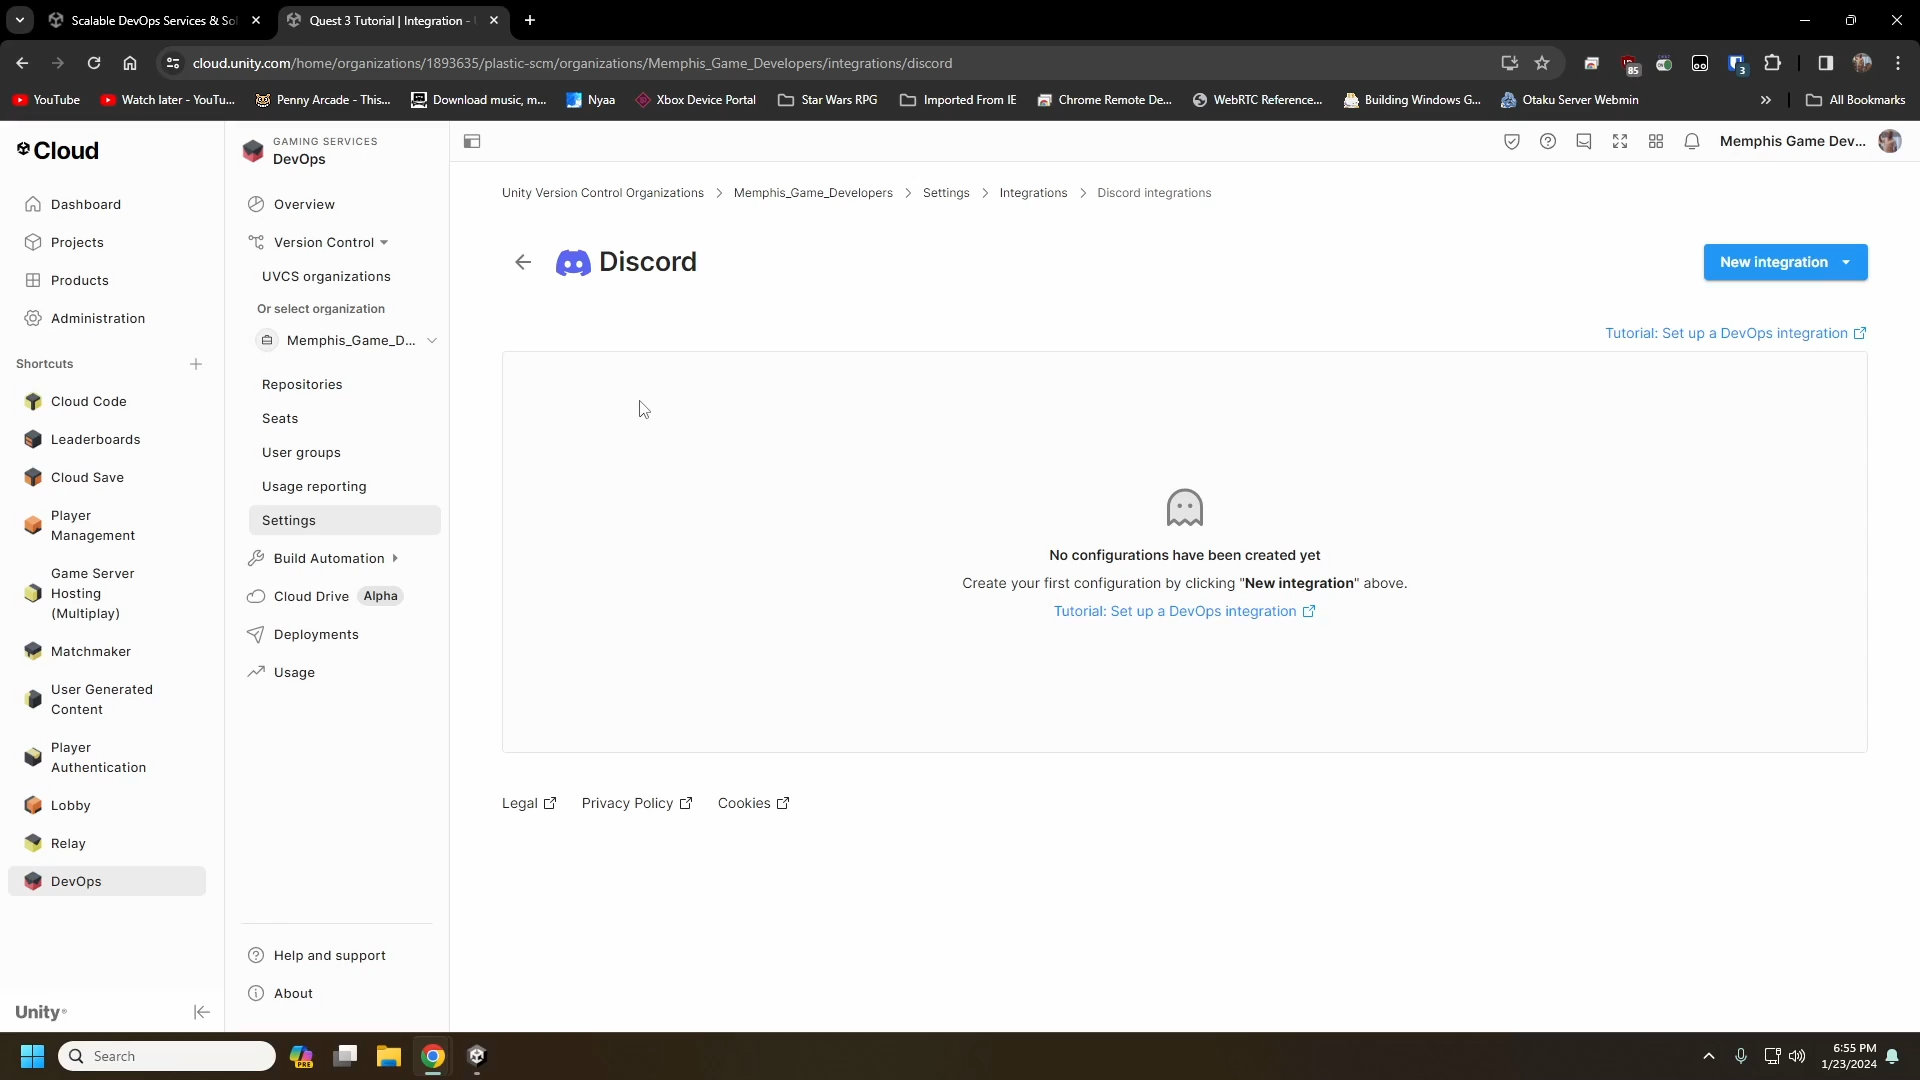 Scalable DevOps Services & So
Quest 3 Tutorial | Integration -
cloud.unity.com/home/organizations/1893635/plastic-scm/organizations/Memphis_Game_Developers/integrations/discord
85
3
YouTube
Watch later - YouTu...
Penny Arcade - This...
Download music, m...
Nyaa
Xbox Device Portal
Star Wars RPG
Imported From IE
Chrome Remote De...
WebRTC Reference...
Building Windows G...
Otaku Server Webmin
All Bookmarks
Cloud
GAMING SERVICES
DevOps
Memphis Game Dev...
Dashboard
Projects
Products
Administration
Shortcuts
Cloud Code
Leaderboards
Cloud Save
Player
Management
Game Server
Hosting
(Multiplay)
Matchmaker
User Generated
Content
Player
Authentication
Lobby
Relay
DevOps
Unity
Overview
Version Control
UVCS organizations
Or select organization
Memphis_Game_D...
Repositories
Seats
User groups
Usage reporting
Settings
Build Automation
Cloud Drive Alpha
Deployments
Usage
Help and support
About
Unity Version Control Organizations > Memphis_Game_Developers > Settings > Integrations > Discord integrations
Discord
New integration
Tutorial: Set up a DevOps integration
No configurations have been created yet
Create your first configuration by clicking "New integration" above.
Tutorial: Set up a DevOps integration
Legal
Privacy Policy
Cookies
Search
PRE
6:55 PM
1/23/2024